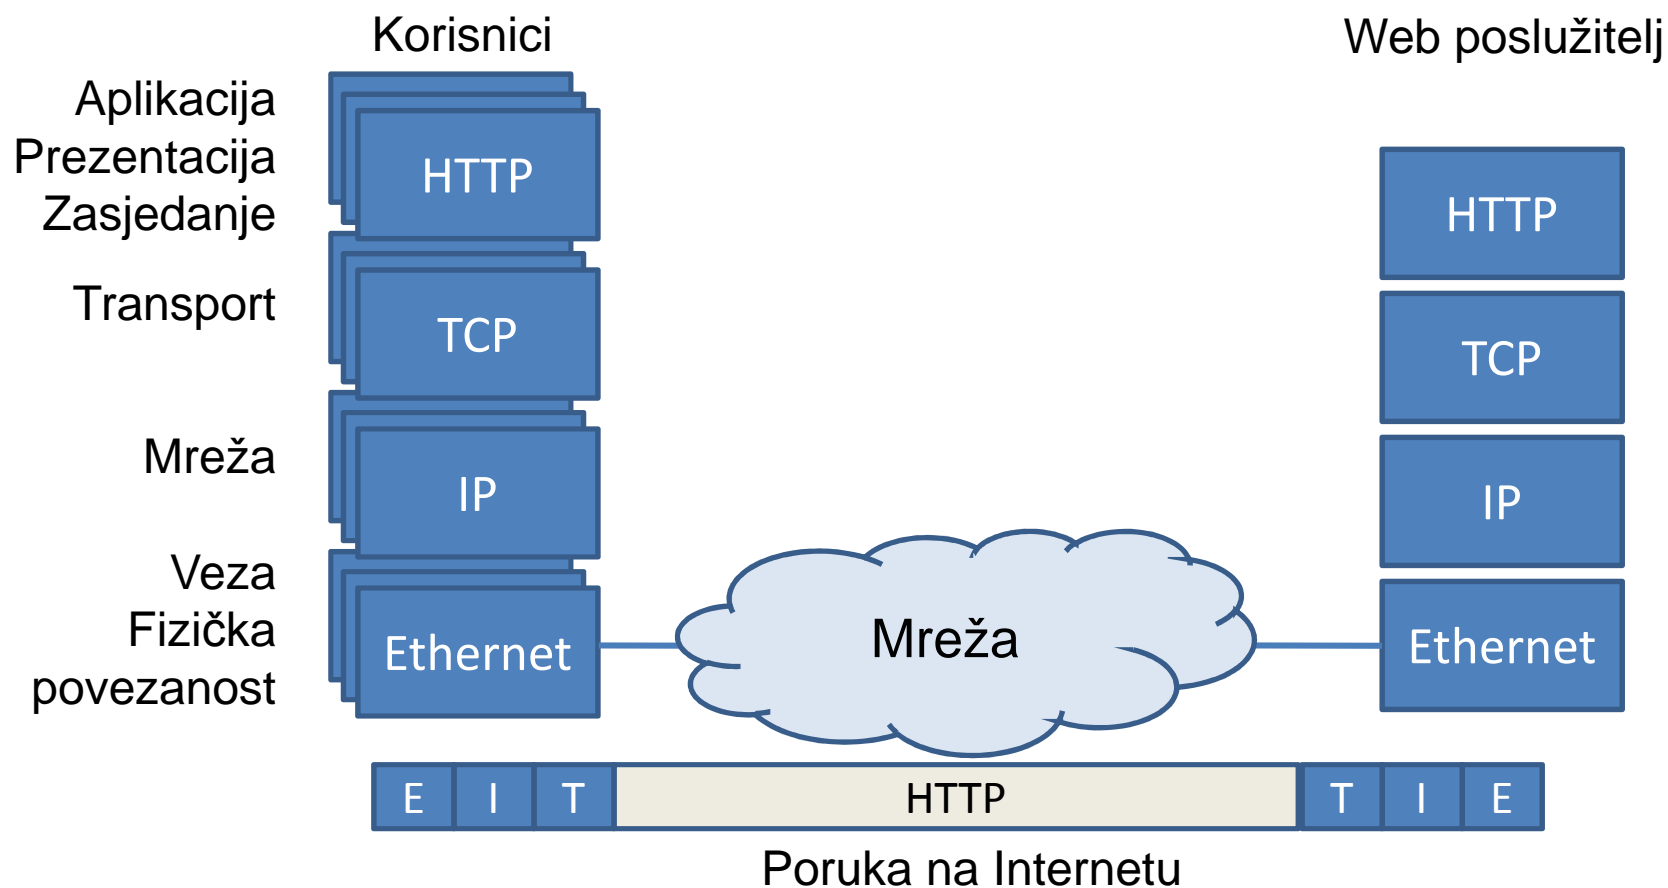 Korisnici
Web poslužitelj
Aplikacija
Prezentacija
Zasjedanje
Transport
Mreža
Veza
Fizička
povezanost
HTTP
TCP
IP
Ethernet
Mreža
HTTP
TCP
IP
Ethernet
E I T HTTP T I E
Poruka na Internetu